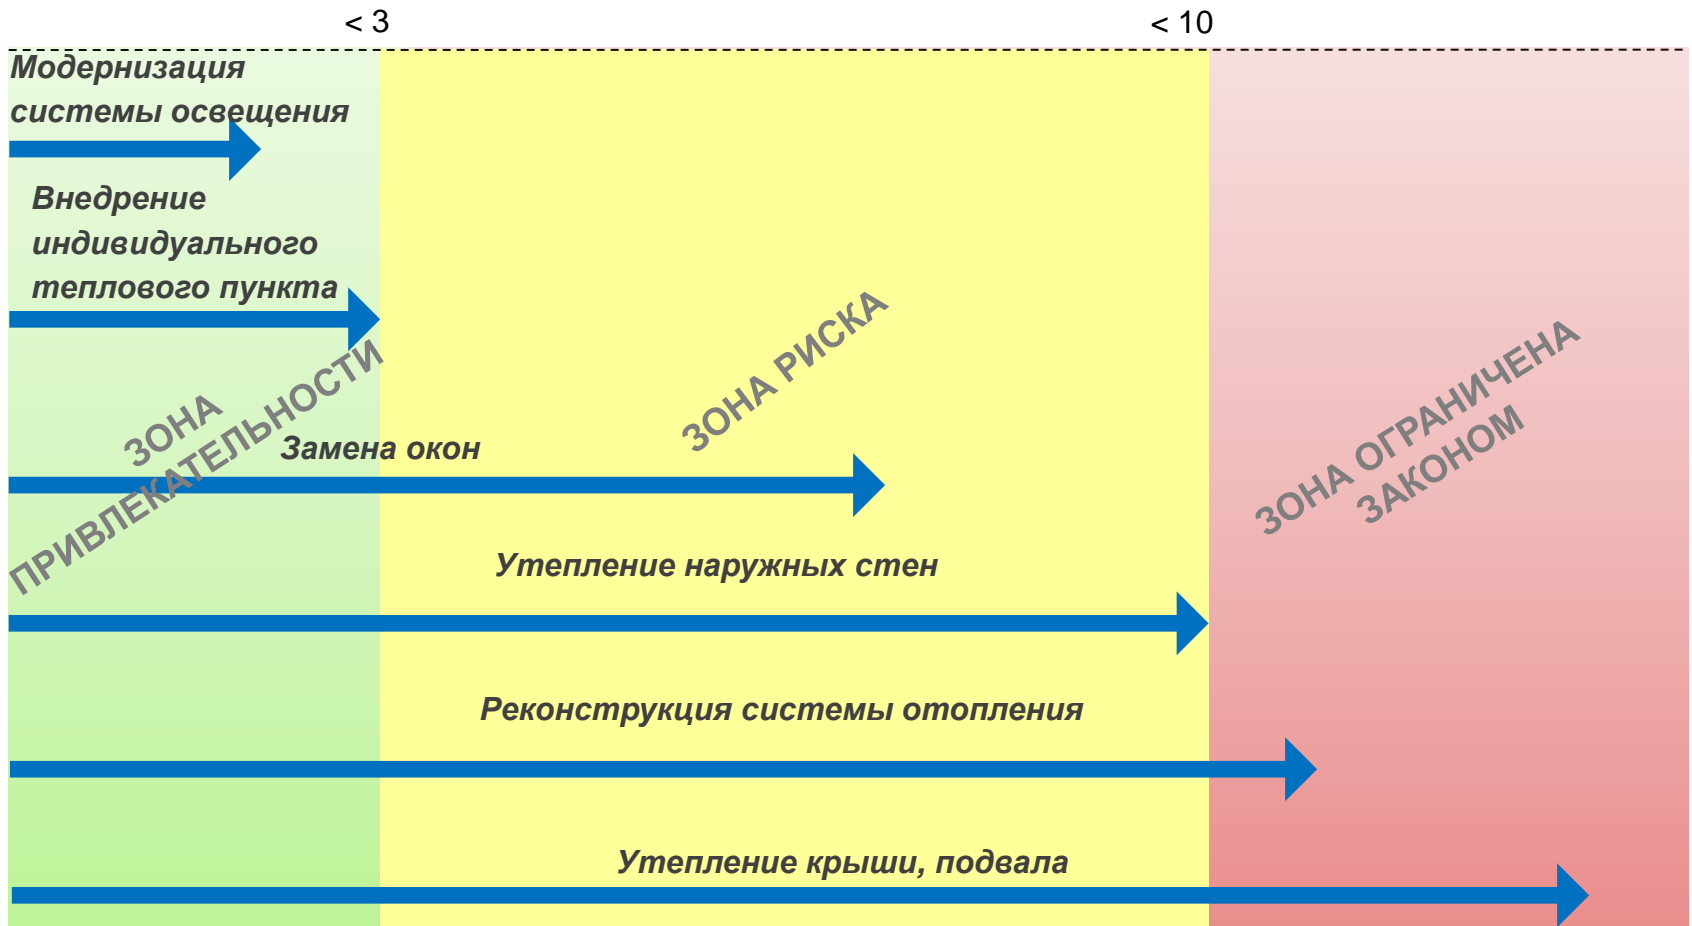 < 3
< 10
Модернизация
системы освещения
Внедрение
индивидуального
теплового пункта
ЗОНА
ПРИВЛЕКАТЕЛЬНОСТИ
ЗОНА РИСКА
ЗОНА ОГРАНИЧЕНА
ЗАКОНОМ
Замена окон
Утепление наружных стен
Реконструкция системы отопления
Утепление крыши, подвала